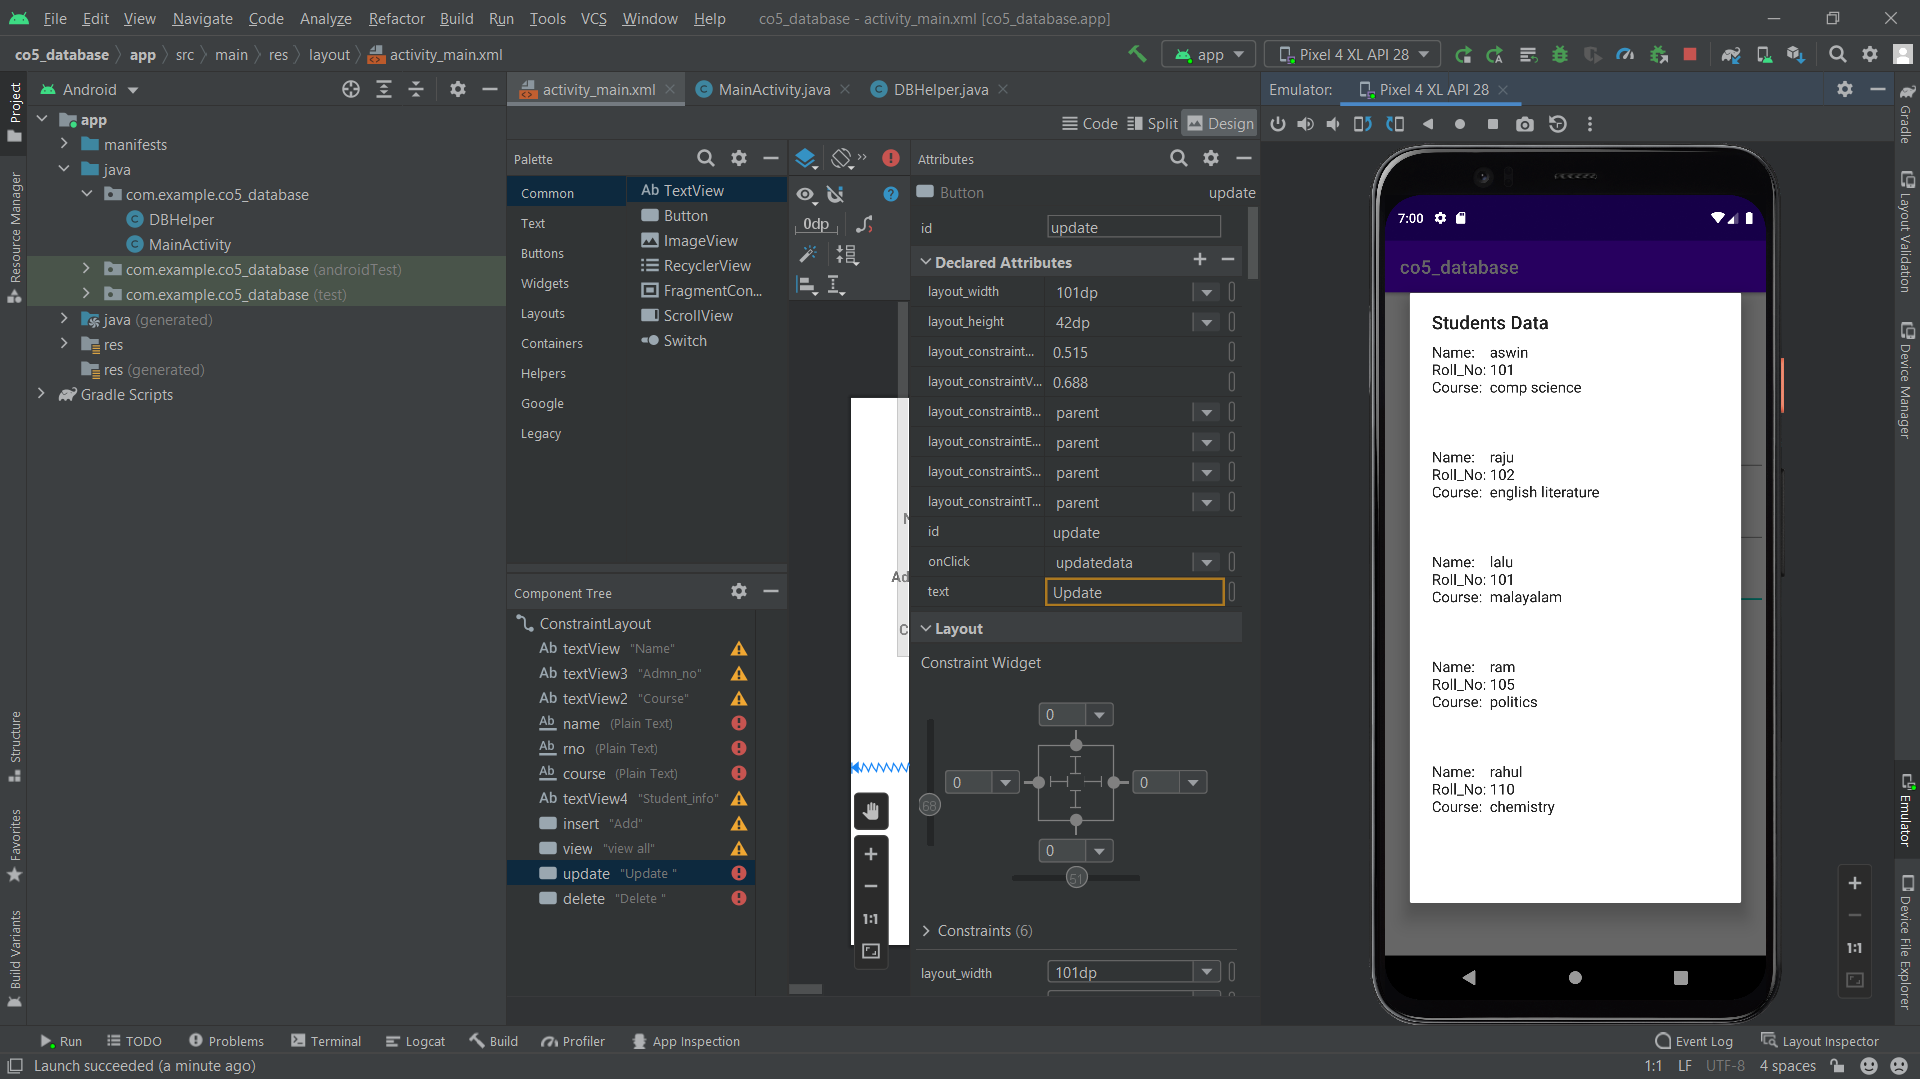 File Edit View Navigate Code Analyze Refactor Build Run Tools VCS Window Help co5_database - activity_main.xml [co5_database.app]
co5_database app src main res layout activity_main.xml app Pixel 4 XL API 28
Project
Resource Manager
Structure
Favorites
Build Variants
Android
app
manifests
java
com.example.co5_database
DBHelper
MainActivity
com.example.co5_database (androidTest)
com.example.co5_database (test)
java (generated)
res
res (generated)
Gradle Scripts
activity_main.xml MainActivity.java DBHelper.java
Code Split Design
Palette
Common
Text
Buttons
Widgets
Layouts
Containers
Helpers
Google
Legacy
Ab TextView
Button
ImageView
RecyclerView
FragmentCon...
ScrollView
Switch
Component Tree
ConstraintLayout
Ab textView "Name"
Ab textView3 "Admn_no"
Ab textView2 "Course"
Ab name (Plain Text)
Ab rno (Plain Text)
Ab course (Plain Text)
Ab textView4 "Student_info"
insert "Add"
view "view all"
update "Update "
delete "Delete "
0dp
N
Ad
C
1:1
Attributes
Button update
id update
Declared Attributes
layout_width 101dp
layout_height 42dp
layout_constraint... 0.515
layout_constraintV... 0.688
layout_constraintB... parent
layout_constraintE... parent
layout_constraintS... parent
layout_constraintT... parent
id update
onClick updatedata
text Update
Layout
Constraint Widget
0
0 0
68
0
51
Constraints (6)
layout_width 101dp
Emulator: Pixel 4 XL API 28
7:00
co5_database
Students Data
Name: aswin
Roll_No: 101
Course: comp science
Name: raju
Roll_No: 102
Course: english literature
Name: lalu
Roll_No: 101
Course: malayalam
Name: ram
Roll_No: 105
Course: politics
Name: rahul
Roll_No: 110
Course: chemistry
1:1
Gradle
Layout Validation
Device Manager
Emulator
Device File Explorer
Run TODO Problems Terminal Logcat Build Profiler App Inspection Event Log Layout Inspector
Launch succeeded (a minute ago) 1:1 LF UTF-8 4 spaces